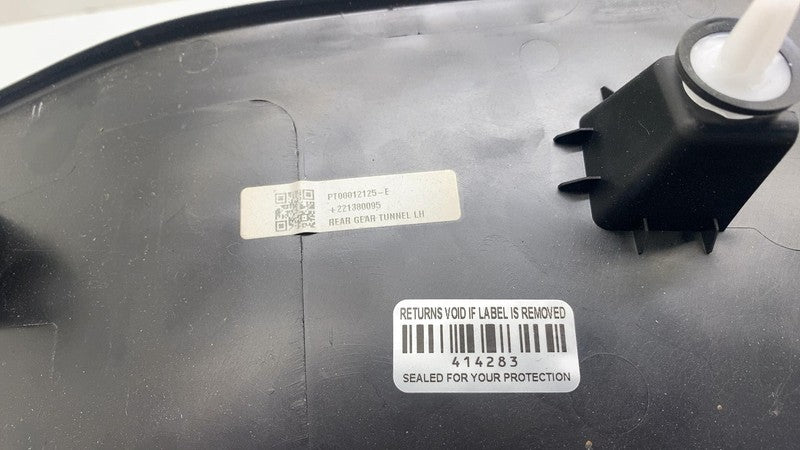 PT00012125-E
+221380095
REAR GEAR TUNNEL LH
RETURNS VOID IF LABEL IS REMOVED
414283
SEALED FOR YOUR PROTECTION